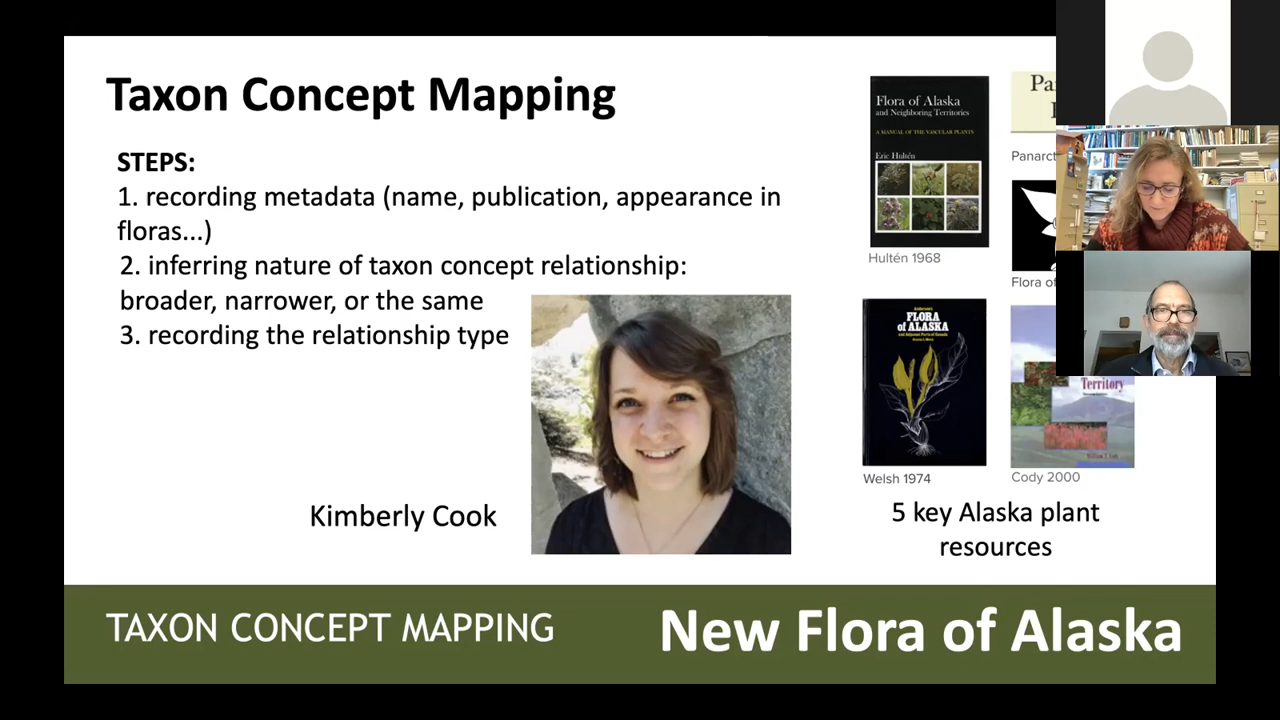 Taxon Concept Mapping
STEPS:
1. recording metadata (name, publication, appearance in
floras...)
2. inferring nature of taxon concept relationship:
broader, narrower, or the same
3. recording the relationship type
Kimberly Cook
Flora of Alaska
and Neighboring Territories
A MANUAL OF THE VASCULAR PLANTS
Eric Hultén
Hultén 1968
Pa
Panarct
Flora of
FLORA
of ALASKA
Welsh 1974
Territory
Cody 2000
5 key Alaska plant
resources
TAXON CONCEPT MAPPING
New Flora of Alaska